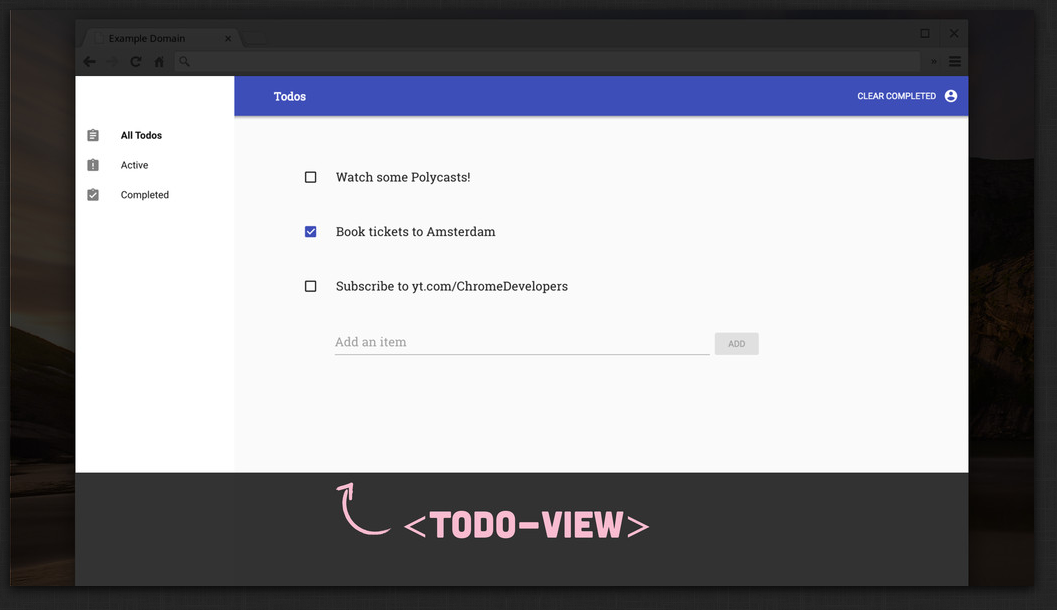 Example Domain
Todos
CLEAR COMPLETED
All Todos
Active
Completed
Watch some Polycasts!
Book tickets to Amsterdam
Subscribe to yt.com/ChromeDevelopers
Add an item
ADD
<TODO-VIEW>